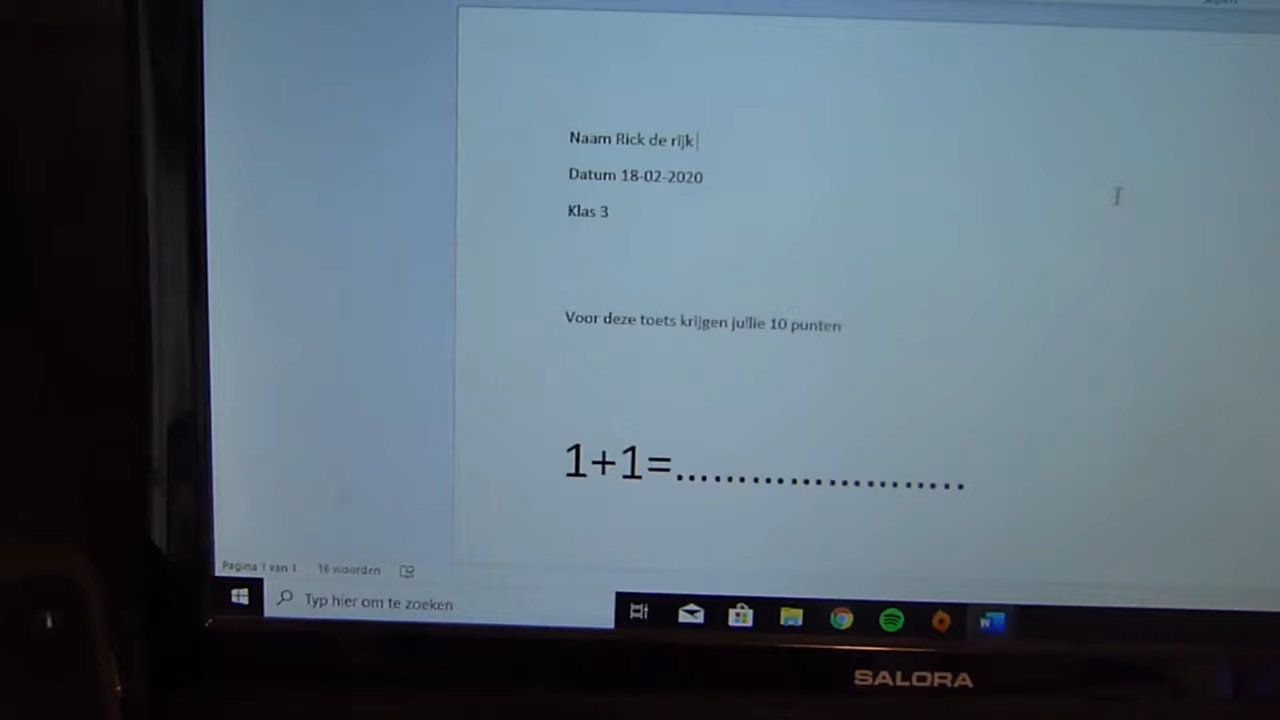 Naam Rick de rijk
Datum 18-02-2020
Klas 3
Voor deze toets krijgen jullie 10 punten
1+1=.......................
Pagina 1 van 1 16 woorden
Typ hier om te zoeken
SALORA